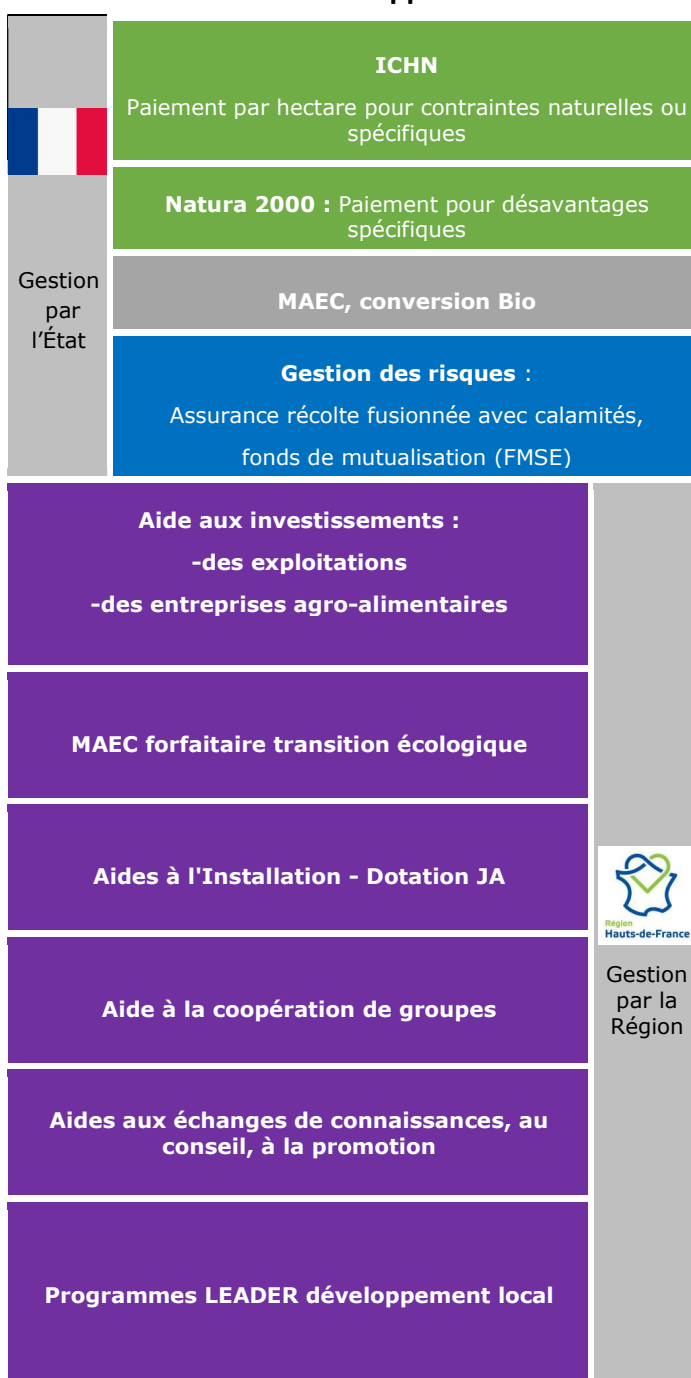 ICHN
Paiement par hectare pour contraintes naturelles ou
spécifiques
Natura 2000 : Paiement pour désavantages
spécifiques
MAEC, conversion Bio
Gestion
par
l’État
Gestion des risques :
Assurance récolte fusionnée avec calamités,
fonds de mutualisation (FMSE)
Aide aux investissements :
-des exploitations
-des entreprises agro-alimentaires
MAEC forfaitaire transition écologique
Aides à l'Installation - Dotation JA
Région
Hauts-de-France
Gestion
par la
Région
Aide à la coopération de groupes
Aides aux échanges de connaissances, au
conseil, à la promotion
Programmes LEADER développement local